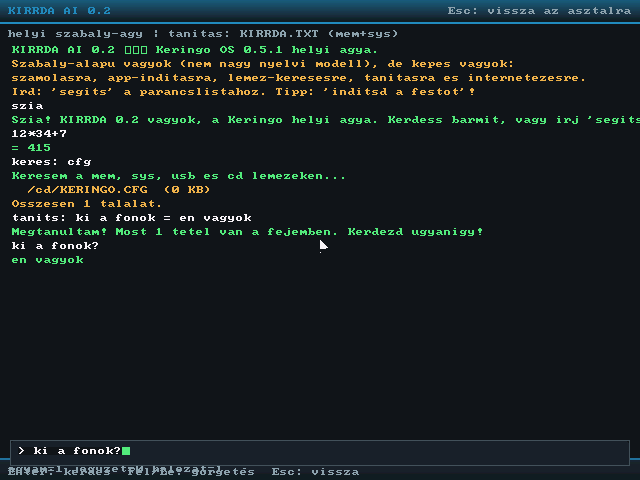 KIRRDA AI 0.2
Esc: vissza az asztalra
helyi szabaly-agy | tanitas: KIRRDA.TXT (mem+sys)
KIRRDA AI 0.2 □□□ Keringo OS 0.5.1 helyi agya.
Szabaly-alapu vagyok (nem nagy nyelvi modell), de kepes vagyok:
szamolasra, app-inditasra, lemez-keresesre, tanitasra es internetezesre.
Ird: 'segits' a parancslistahoz. Tipp: 'inditsd a festot'!
szia
Szia! KIRRDA 0.2 vagyok, a Keringo helyi agya. Kerdess barmit, vagy irj 'segits
12*34+7
= 415
keres: cfg
Keresem a mem, sys, usb es cd lemezeken...
/cd/KERINGO.CFG (0 KB)
Osszesen 1 talalat.
tanits: ki a fonok = en vagyok
Megtanultam! Most 1 tetel van a fejemben. Kerdezd ugyanigy!
ki a fonok?
en vagyok
> ki a fonok?
Enter: kerdes Fel/Le: gorgetes Esc: vissza